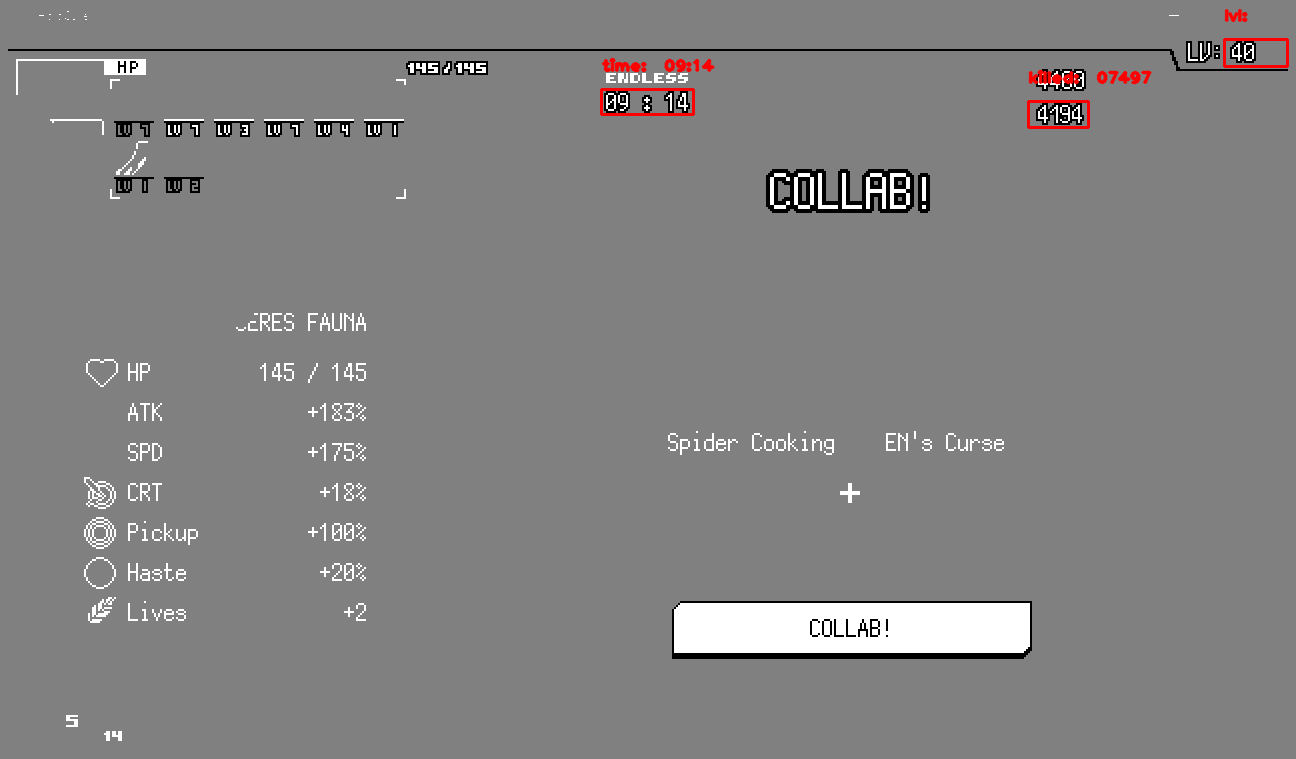 lvl:
LV: 40
HP 145/145
time: 09:14
ENDLESS
killed: 07497
09 : 14
4194
LV 7 LV 7 LV 3 LV 7 LV 4 LV 1
LV 1 LV 2
COLLAB!
CERES FAUNA
HP 145 / 145
ATK +183%
SPD +175%
Spider Cooking EN's Curse
CRT +18%
+
Pickup +100%
Haste +20%
Lives +2
COLLAB!
5
14